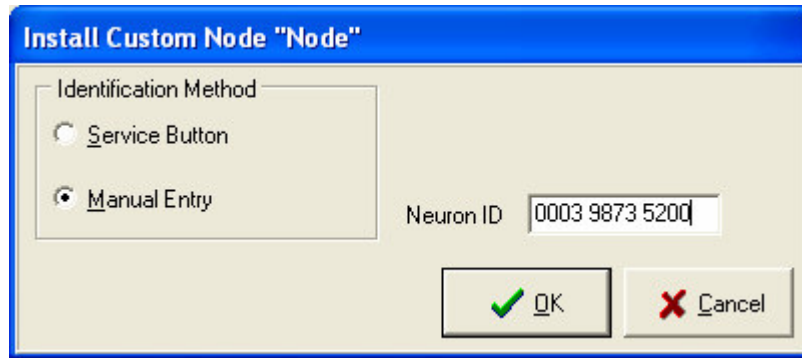 Install Custom Node "Node"
Identification Method
Service Button
Manual Entry
Neuron ID 0003 9873 5200
OK Cancel